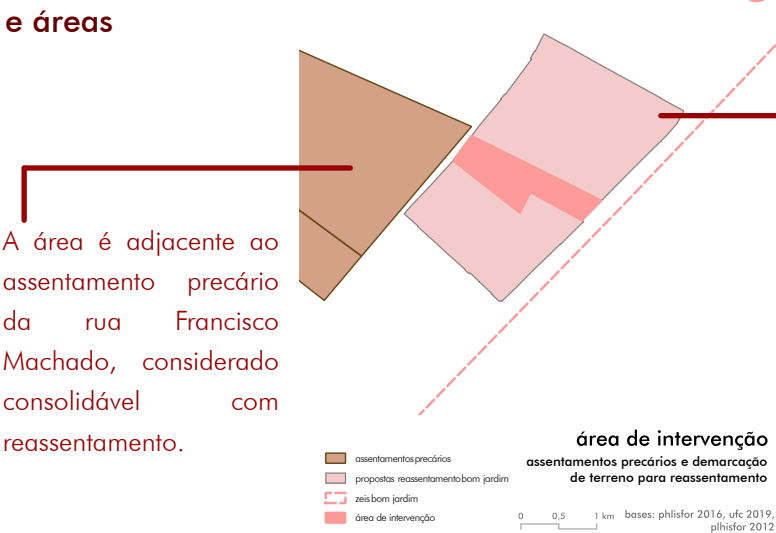 e áreas
A área é adjacente ao
assentamento precário
da rua Francisco
Machado, considerado
consolidável com
reassentamento.
assentamentos precários
propostas reassentamento bom jardim
zeis bom jardim
área de intervenção
área de intervenção
assentamentos precários e demarcação
de terreno para reassentamento
0 0,5 1 km
bases: phlisfor 2016, ufc 2019,
plhisfor 2012